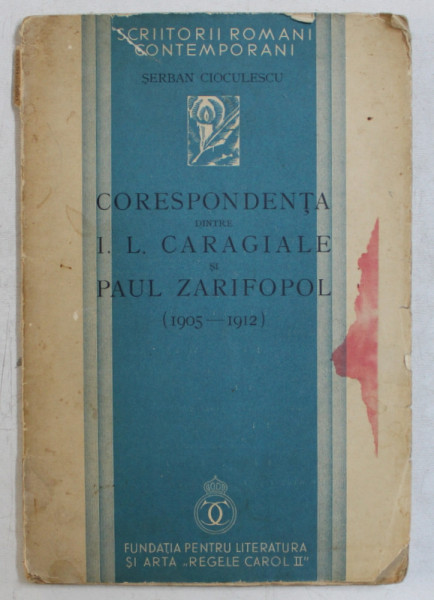 SCRIITORII ROMANI
CONTEMPORANI
ȘERBAN CIOCULESCU
CORESPONDENȚA
DINTRE
I. L. CARAGIALE
ȘI
PAUL ZARIFOPOL
(1905—1912)
FUNDAȚIA PENTRU LITERATURA
ȘI ARTA „REGELE CAROL II"